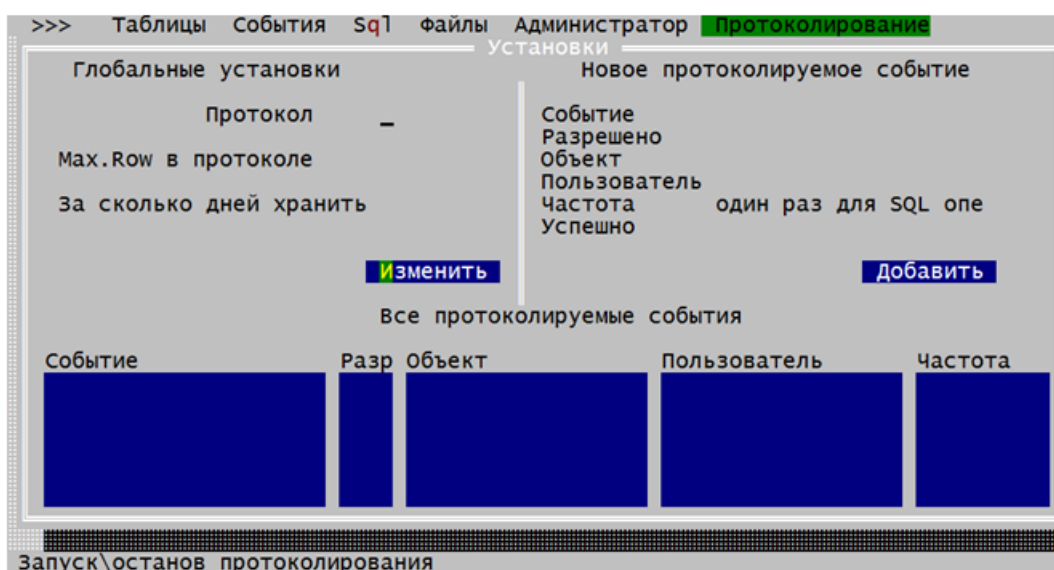 >>> Таблицы События Sql Файлы Администратор Протоколирование
Установки
Глобальные установки
Протокол _
Max.Row в протоколе
За сколько дней хранить
Изменить
Новое протоколируемое событие
Событие
Разрешено
Объект
Пользователь
Частота один раз для SQL опе
Успешно
Добавить
Все протоколируемые события
Событие Разр Объект Пользователь Частота
Запуск\останов протоколирования